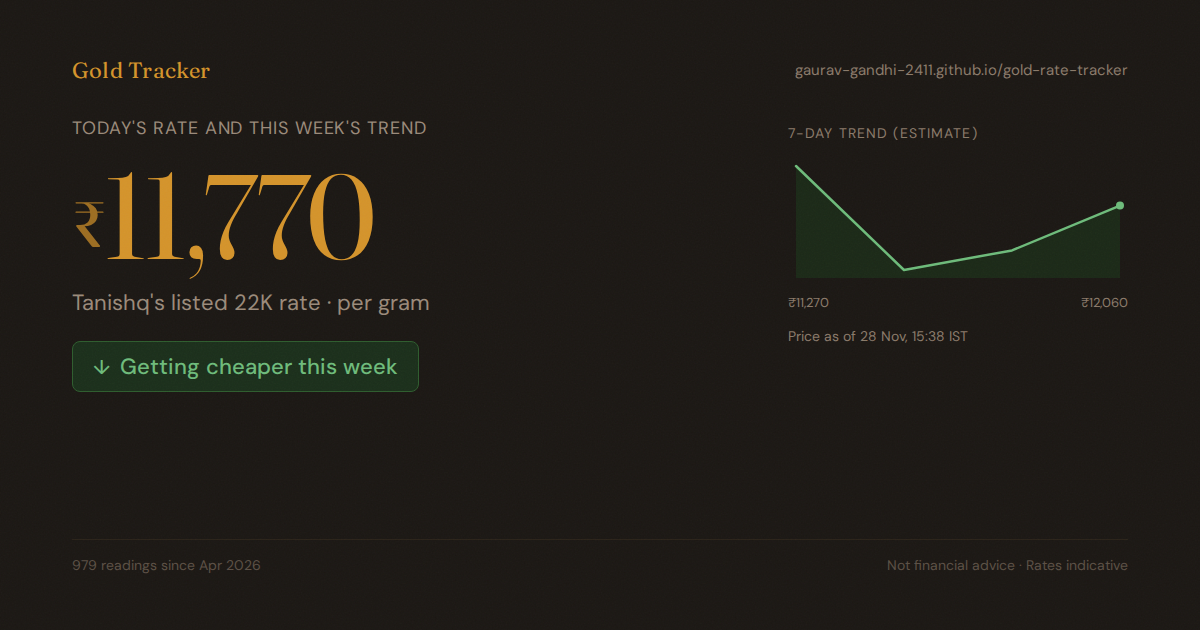 Gold Tracker
gaurav-gandhi-2411.github.io/gold-rate-tracker
TODAY'S RATE AND THIS WEEK'S TREND
₹11,770
Tanishq's listed 22K rate · per gram
↓ Getting cheaper this week
7-DAY TREND (ESTIMATE)
₹11,270
₹12,060
Price as of 28 Nov, 15:38 IST
979 readings since Apr 2026
Not financial advice · Rates indicative